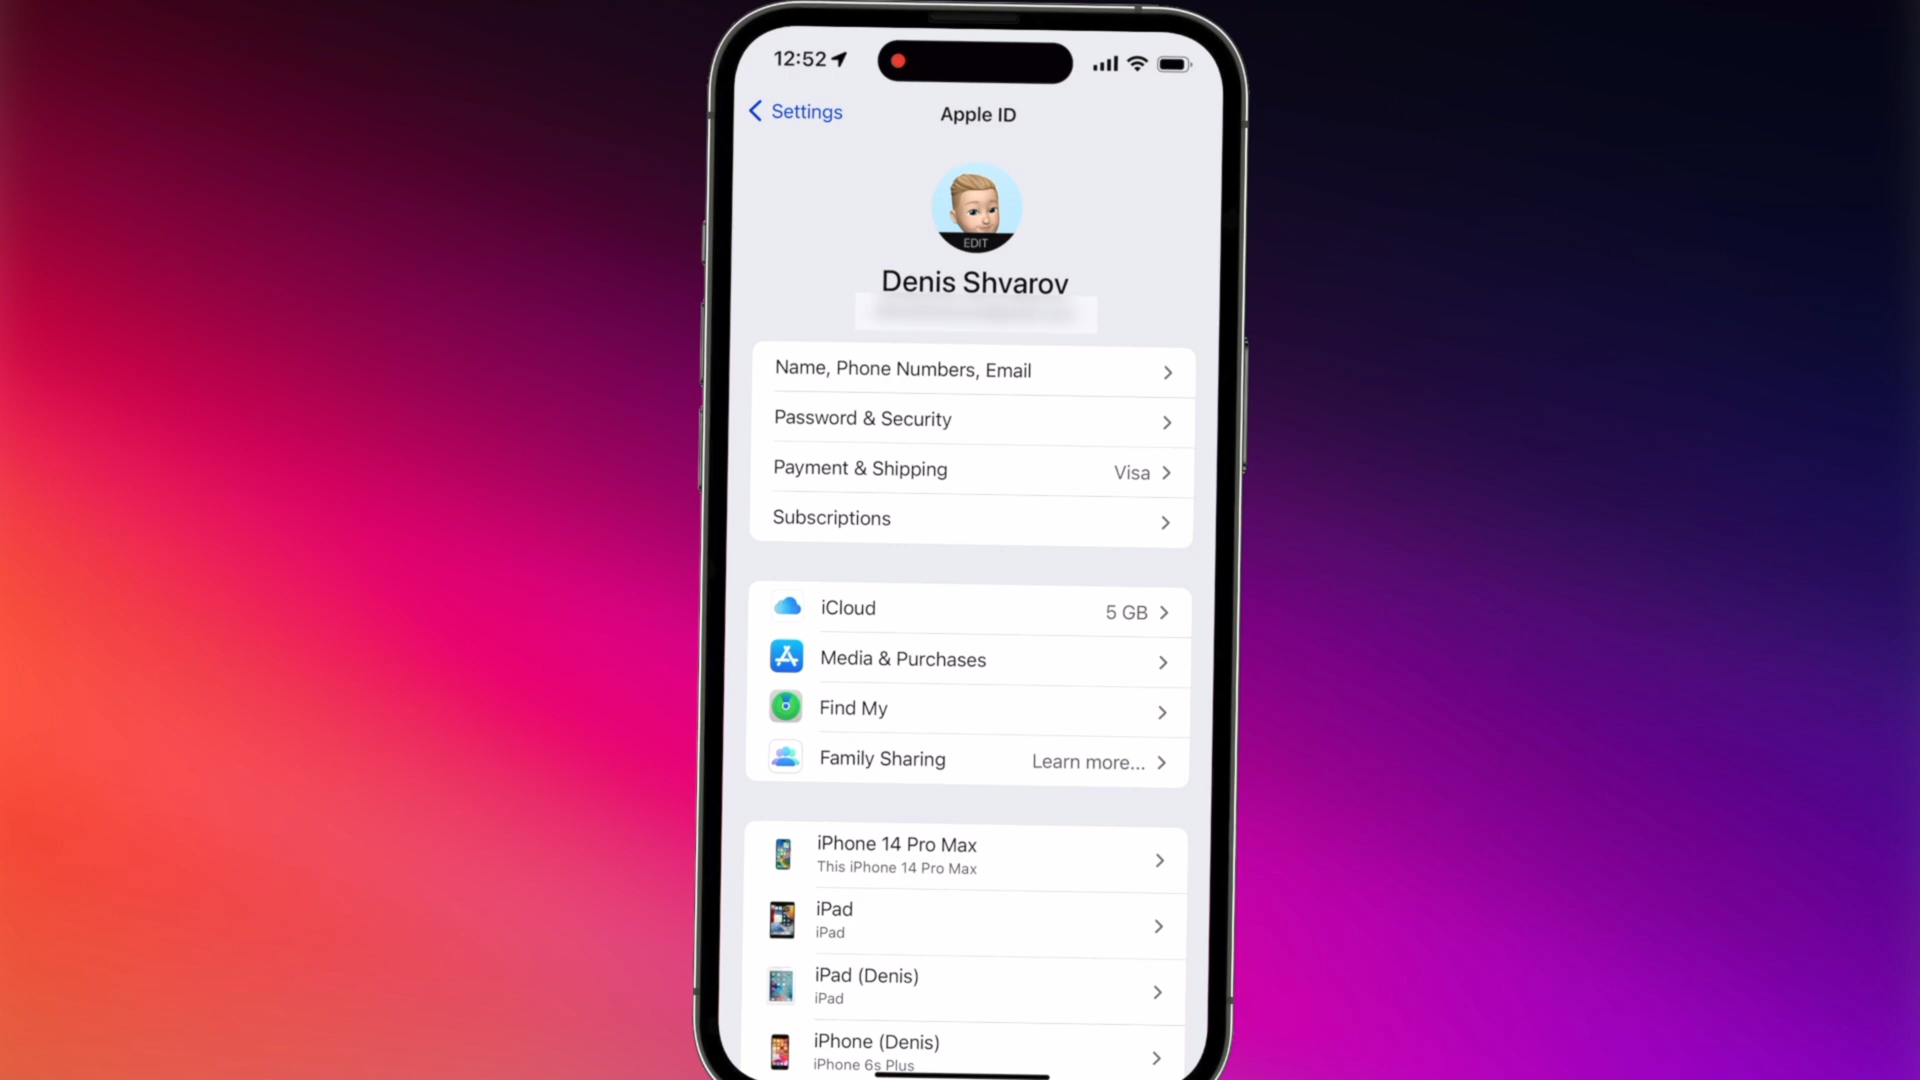 12:52
Settings
Apple ID
EDIT
Denis Shvarov
Name, Phone Numbers, Email
Password & Security
Payment & Shipping Visa
Subscriptions
iCloud 5 GB
Media & Purchases
Find My
Family Sharing Learn more...
iPhone 14 Pro Max
This iPhone 14 Pro Max
iPad
iPad
iPad (Denis)
iPad
iPhone (Denis)
iPhone 6s Plus